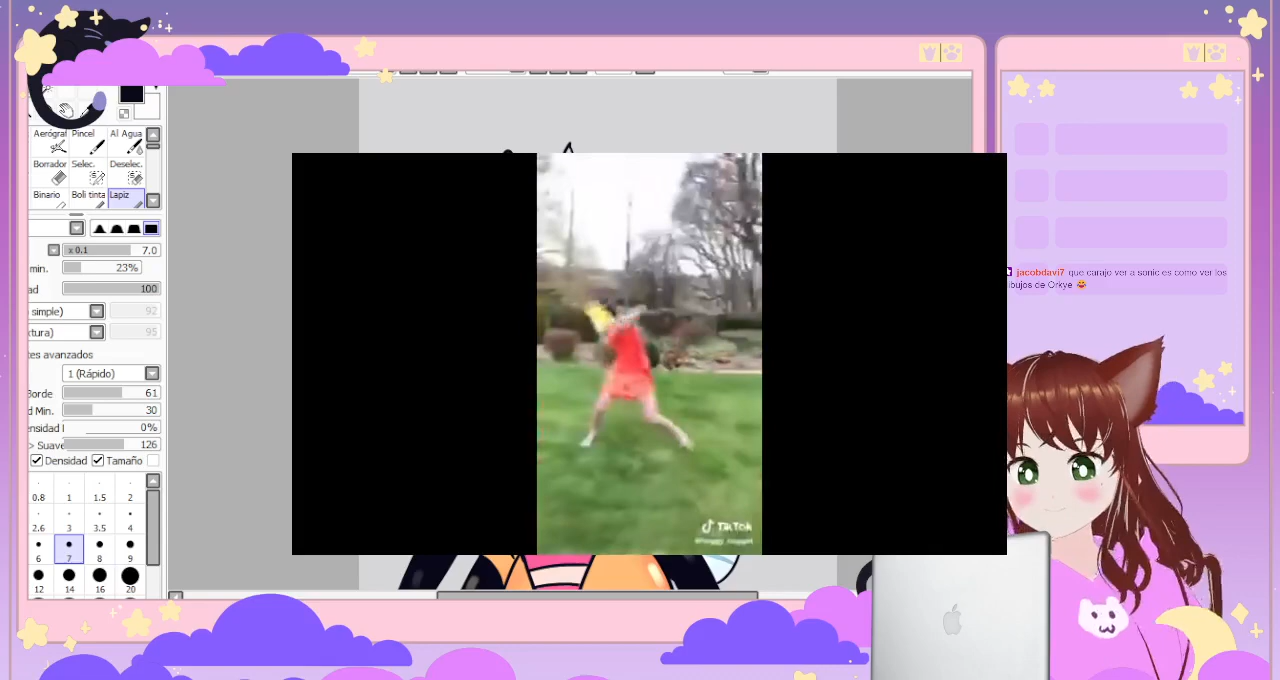 Aerógraf Pincel Al Agua
Borrador Selec. Deselec.
Binario Boli tinta Lapiz
x 0.1 7.0
min. 23%
ad 100
simple) 92
xtura) 95
tes avanzados
1 (Rápido)
Borde 61
d Min. 30
ensidad 0%
> Suave 126
Densidad Tamaño
0.8 1 1.5 2
2.6 3 3.5 4
6 7 8 9
12 14 16 20
TikTok
jacobdavi7 que carajo ver a sonic es como ver los
ibujos de Orkye